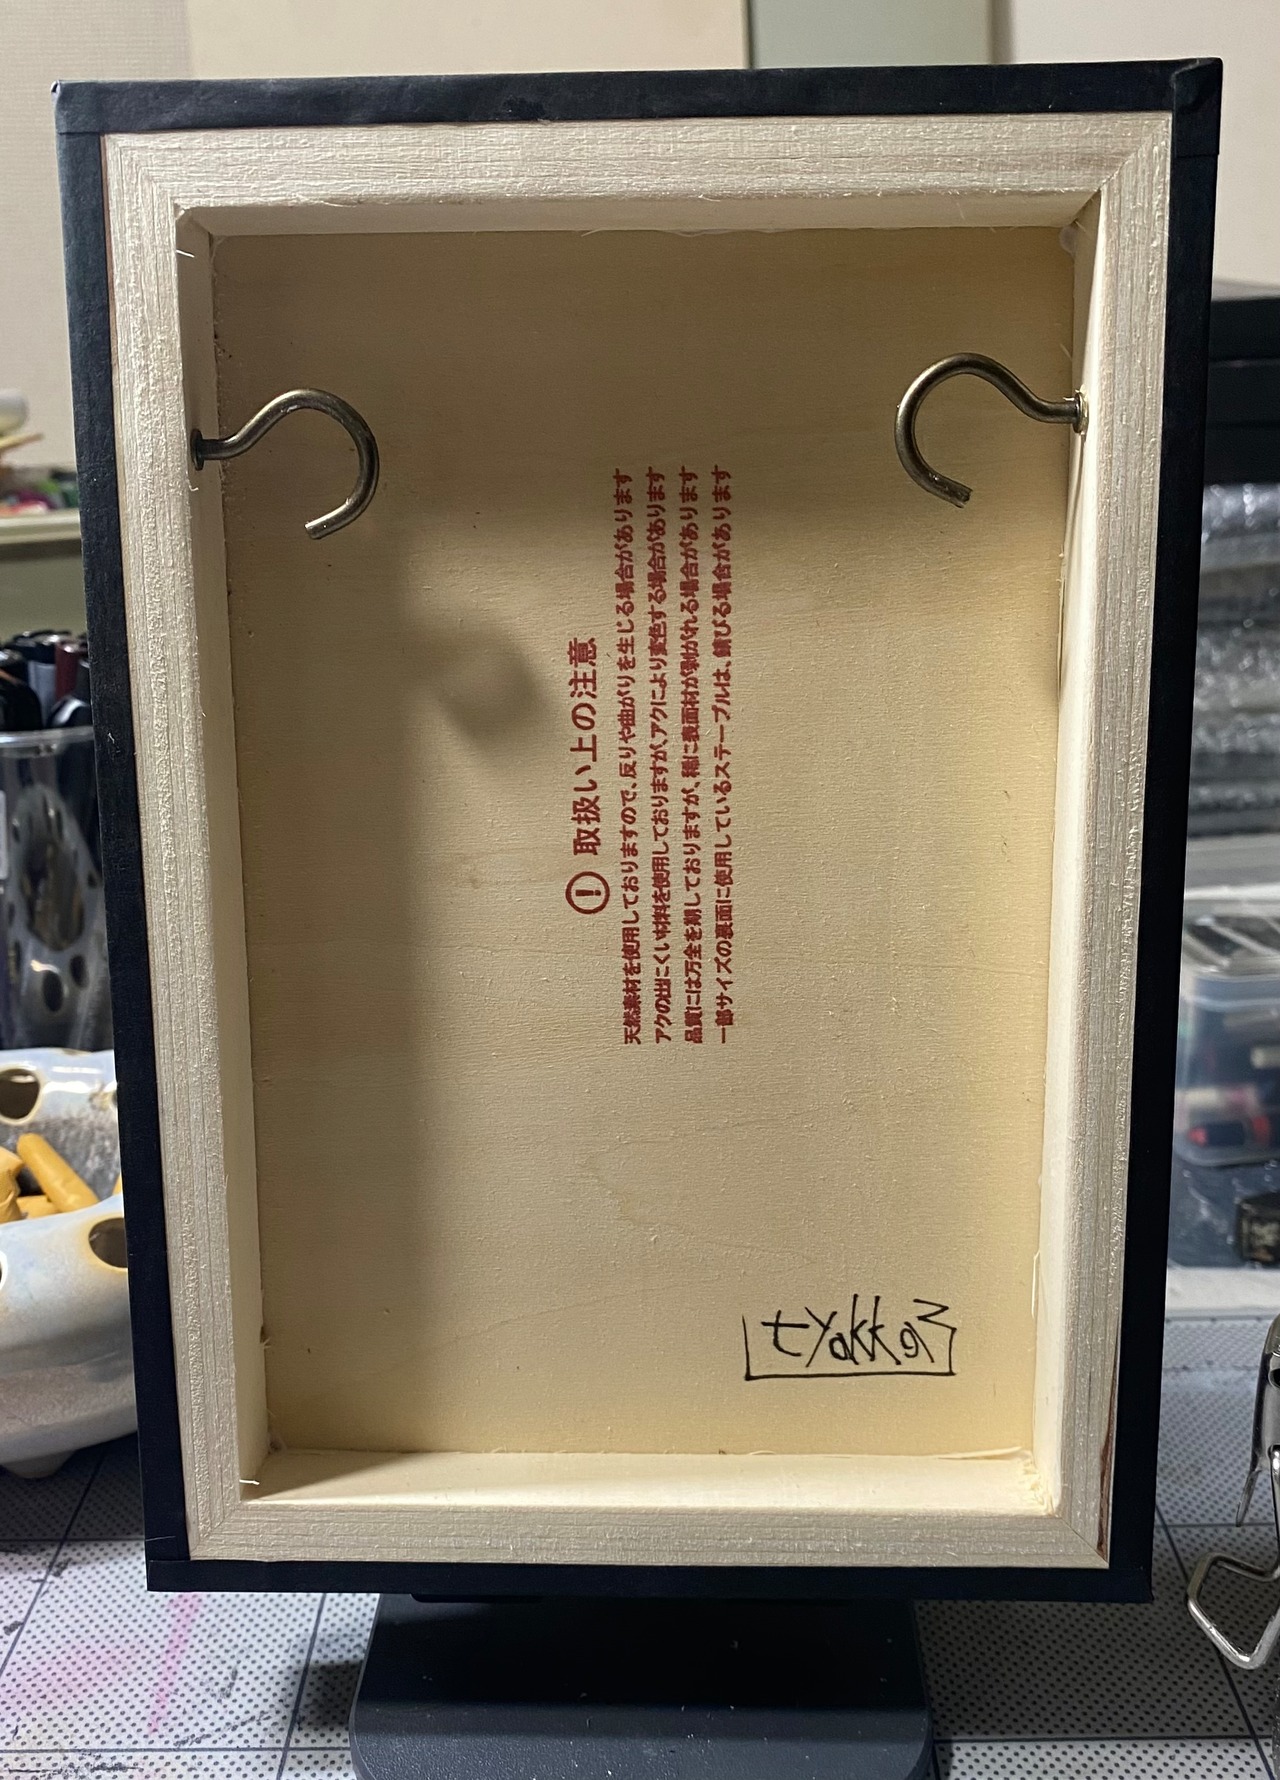 取扱い上の注意
天然素材を使用しておりますので、反りや曲がりを生じる場合があります
アクの出にくい材料を使用しておりますが、アクにより変色する場合があります
品質には万全を期しておりますが、稀に表面材が剥がれる場合があります
一部サイズの裏面に使用しているステープルは、錆びる場合があります